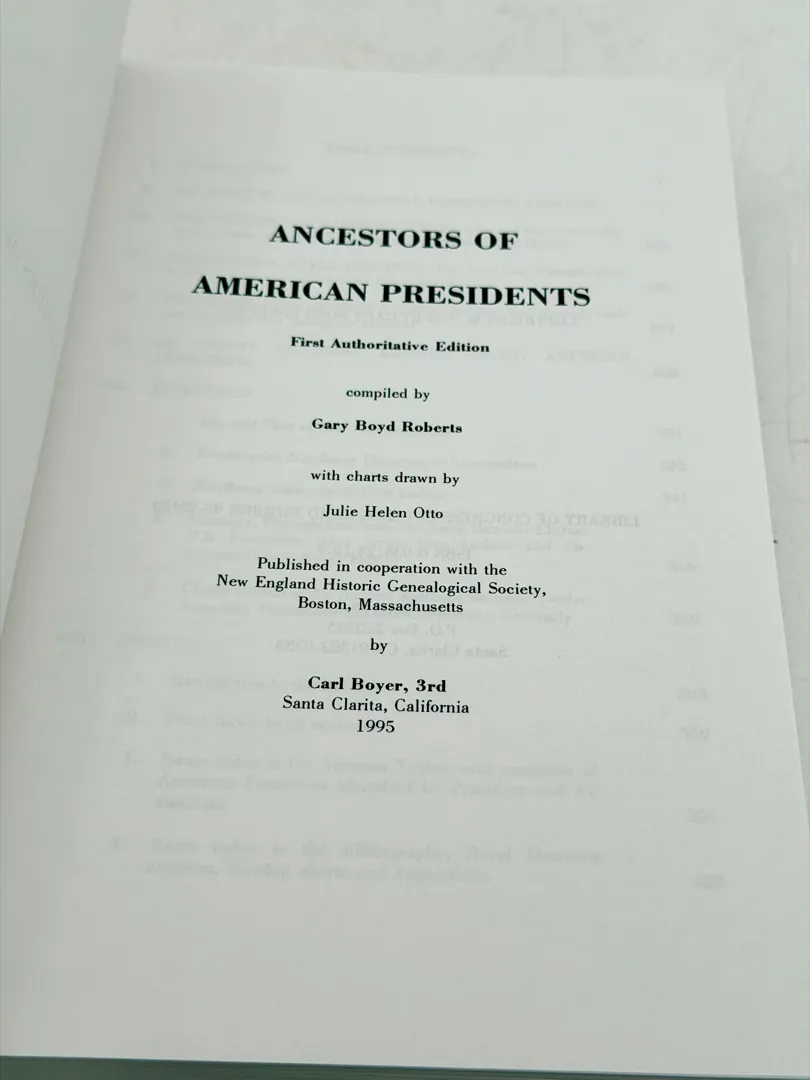 ANCESTORS OF
AMERICAN PRESIDENTS
First Authoritative Edition
compiled by
Gary Boyd Roberts
with charts drawn by
Julie Helen Otto
Published in cooperation with the
New England Historic Genealogical Society,
Boston, Massachusetts
by
Carl Boyer, 3rd
Santa Clarita, California
1995